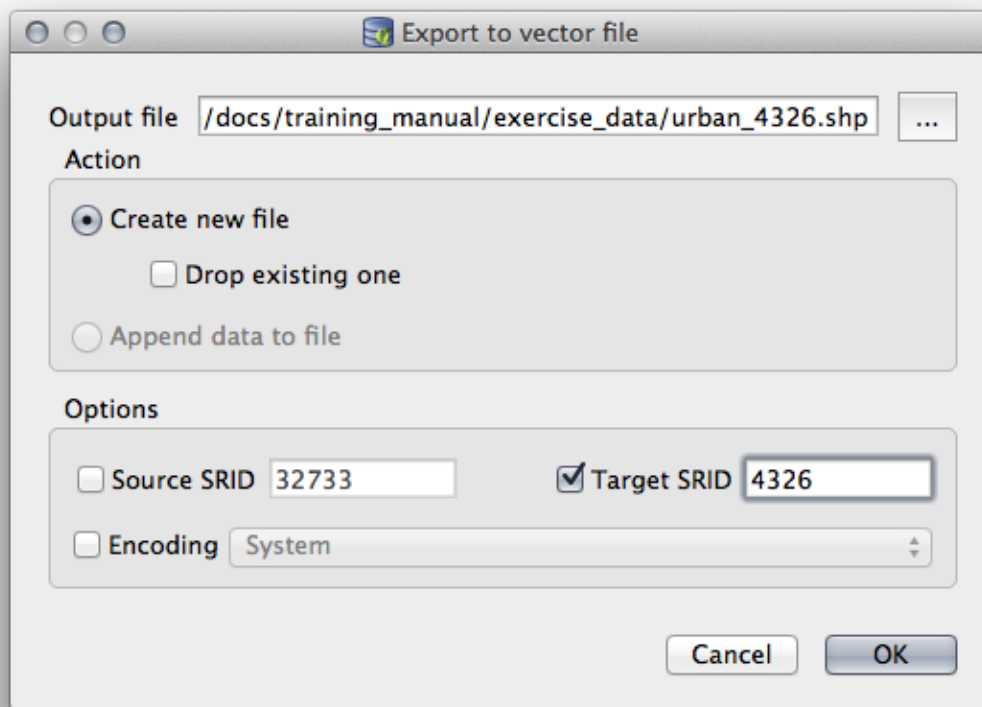 Export to vector file
Output file /docs/training_manual/exercise_data/urban_4326.shp ...
Action
Create new file
Drop existing one
Append data to file
Options
Source SRID 32733 Target SRID 4326
Encoding System
Cancel OK